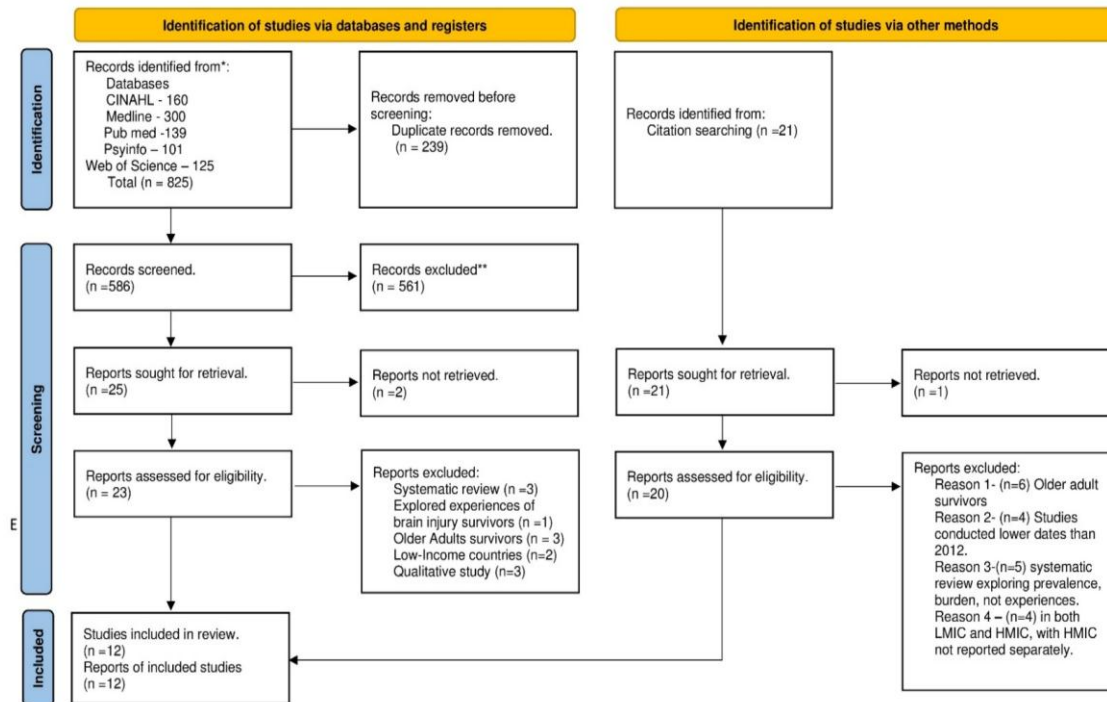 Identification of studies via databases and registers
Identification of studies via other methods
Identification
Records identified from*:
Databases
CINAHL - 160
Medline - 300
Pub med -139
Psyinfo – 101
Web of Science – 125
Total (n = 825)
Records removed before
screening:
Duplicate records removed.
(n = 239)
Records identified from:
Citation searching (n =21)
Screening
Records screened.
(n =586)
Records excluded**
(n = 561)
Reports sought for retrieval.
(n =25)
Reports not retrieved.
(n =2)
Reports sought for retrieval.
(n =21)
Reports not retrieved.
(n =1)
Reports assessed for eligibility.
(n = 23)
Reports excluded:
Systematic review (n =3)
Explored experiences of
brain injury survivors (n =1)
Older Adults survivors (n = 3)
Low-Income countries (n=2)
Qualitative study (n=3)
Reports assessed for eligibility.
(n =20)
Reports excluded:
Reason 1- (n=6) Older adult
survivors
Reason 2- (n=4) Studies
conducted lower dates than
2012.
Reason 3-(n=5) systematic
review exploring prevalence,
burden, not experiences.
Reason 4 – (n=4) in both
LMIC and HMIC, with HMIC
not reported separately.
E
Included
Studies included in review.
(n =12)
Reports of included studies
(n =12)